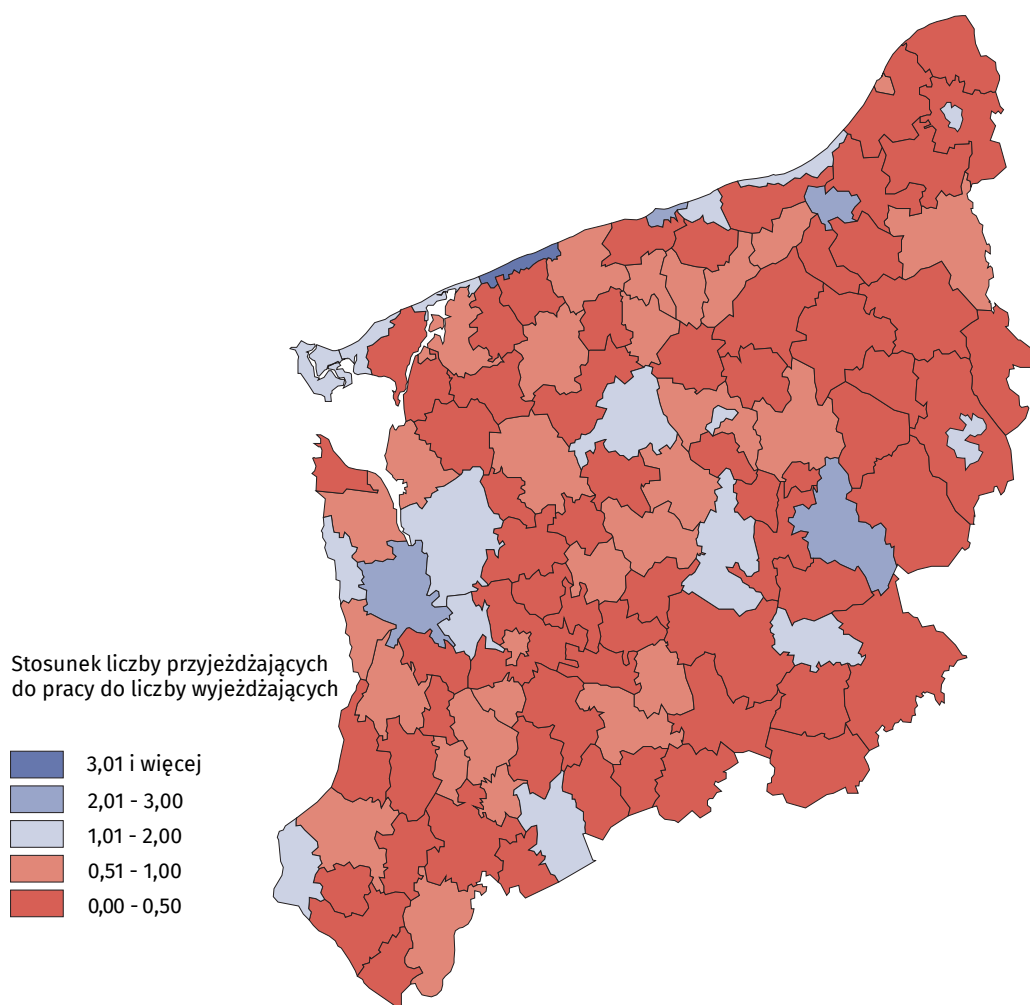 Stosunek liczby przyjeżdżających
do pracy do liczby wyjeżdżających
3,01 i więcej
2,01 - 3,00
1,01 - 2,00
0,51 - 1,00
0,00 - 0,50